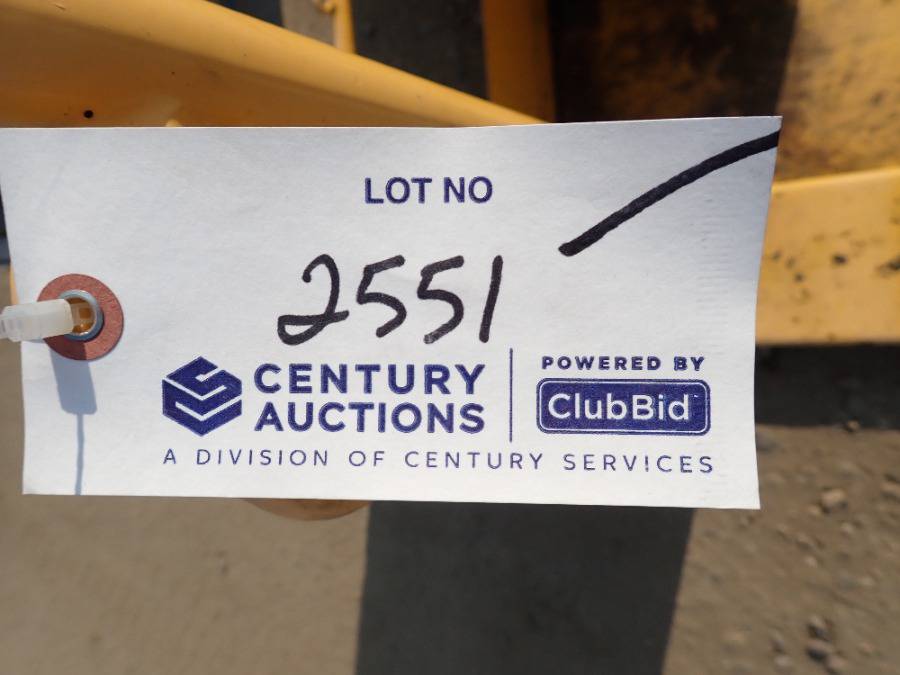 LOT NO
2551
CENTURY AUCTIONS
POWERED BY
ClubBid
A DIVISION OF CENTURY SERVICES